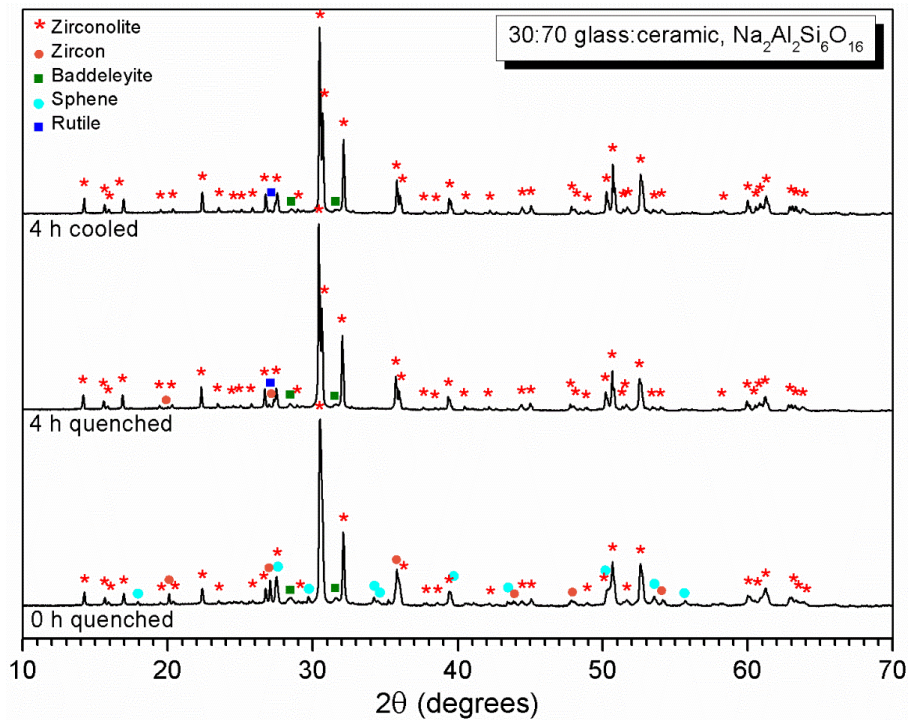 Zirconolite
Zircon
Baddeleyite
Sphene
Rutile
30:70 glass:ceramic, Na₂Al₂Si₆O₁₆
4 h cooled
4 h quenched
0 h quenched
10 20 30 40 50 60 70
2θ (degrees)